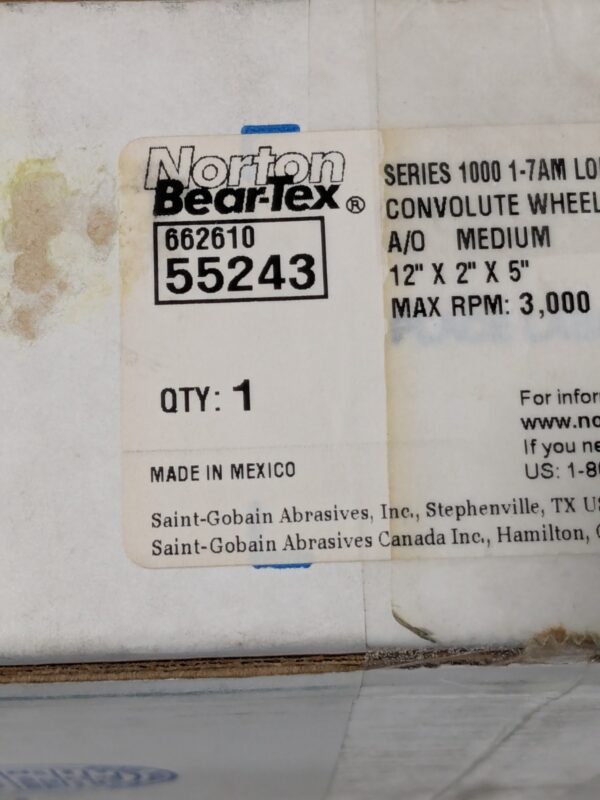 Norton
Bear-Tex®
662610
55243
SERIES 1000 1-7AM
CONVOLUTE WHEEL
A/O MEDIUM
12" X 2" X 5"
MAX RPM: 3,000
QTY: 1
For
www.
If you
US:
MADE IN MEXICO
Saint-Gobain Abrasives, Inc., Stephenville, TX
Saint-Gobain Abrasives Canada Inc., Hamilton,